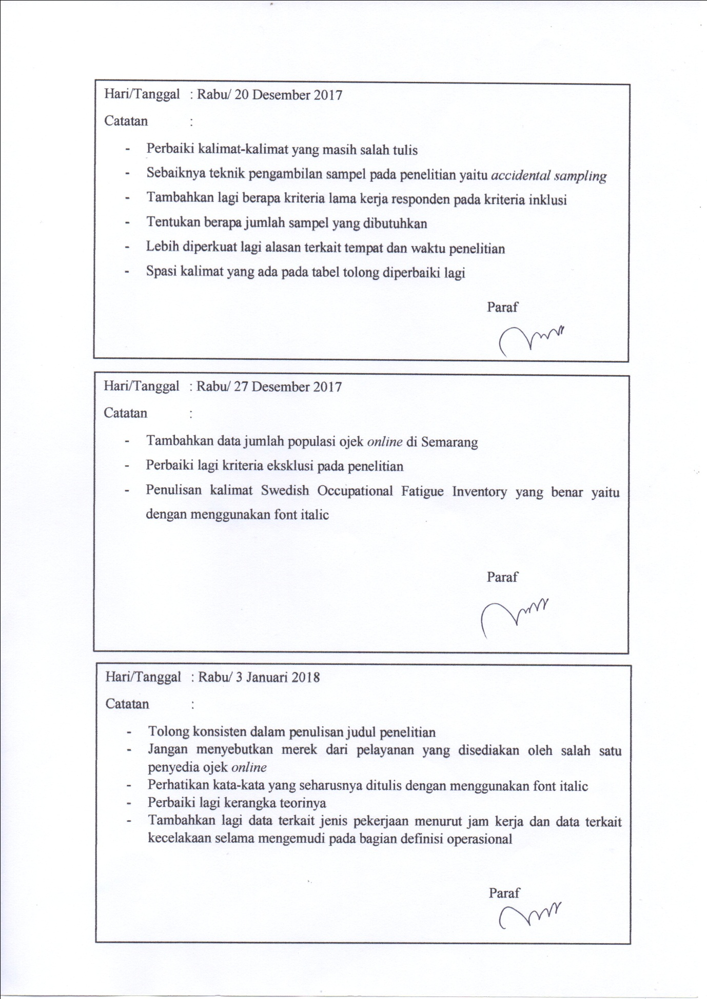 Hari/Tanggal : Rabu/ 20 Desember 2017
Catatan :
- Perbaiki kalimat-kalimat yang masih salah tulis
- Sebaiknya teknik pengambilan sampel pada penelitian yaitu accidental sampling
- Tambahkan lagi berapa kriteria lama kerja responden pada kriteria inklusi
- Tentukan berapa jumlah sampel yang dibutuhkan
- Lebih diperkuat lagi alasan terkait tempat dan waktu penelitian
- Spasi kalimat yang ada pada tabel tolong diperbaiki lagi
Paraf
Hari/Tanggal : Rabu/ 27 Desember 2017
Catatan :
- Tambahkan data jumlah populasi ojek online di Semarang
- Perbaiki lagi kriteria eksklusi pada penelitian
- Penulisan kalimat Swedish Occupational Fatigue Inventory yang benar yaitu
dengan menggunakan font italic
Paraf
Hari/Tanggal : Rabu/ 3 Januari 2018
Catatan :
- Tolong konsisten dalam penulisan judul penelitian
- Jangan menyebutkan merek dari pelayanan yang disediakan oleh salah satu
penyedia ojek online
- Perhatikan kata-kata yang seharusnya ditulis dengan menggunakan font italic
- Perbaiki lagi kerangka teorinya
- Tambahkan lagi data terkait jenis pekerjaan menurut jam kerja dan data terkait
kecelakaan selama mengemudi pada bagian definisi operasional
Paraf